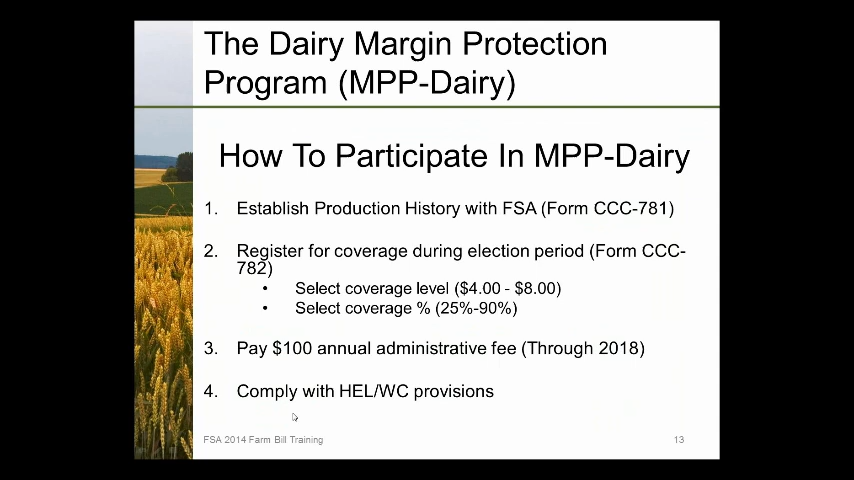 The Dairy Margin Protection
Program (MPP-Dairy)
How To Participate In MPP-Dairy
1. Establish Production History with FSA (Form CCC-781)
2. Register for coverage during election period (Form CCC-
782)
• Select coverage level ($4.00 - $8.00)
• Select coverage % (25%-90%)
3. Pay $100 annual administrative fee (Through 2018)
4. Comply with HEL/WC provisions
FSA 2014 Farm Bill Training 13